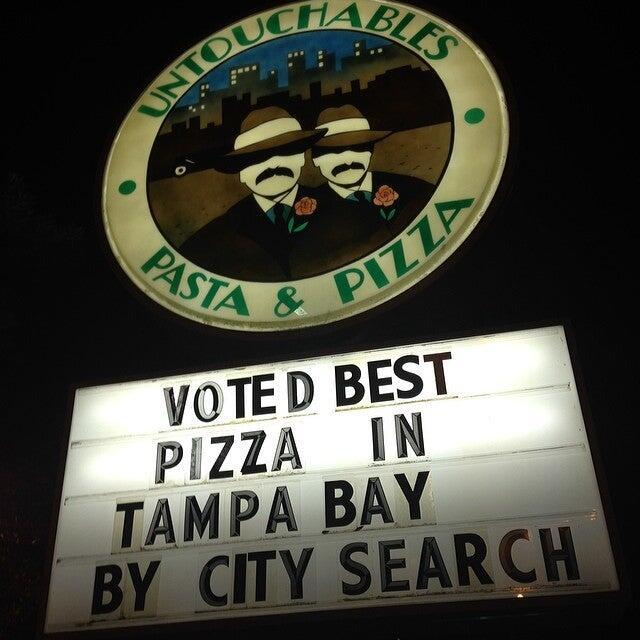 UNTOUCHABLES
PASTA & PIZZA
VOTED BEST
PIZZA IN
TAMPA BAY
BY CITY SEARCH